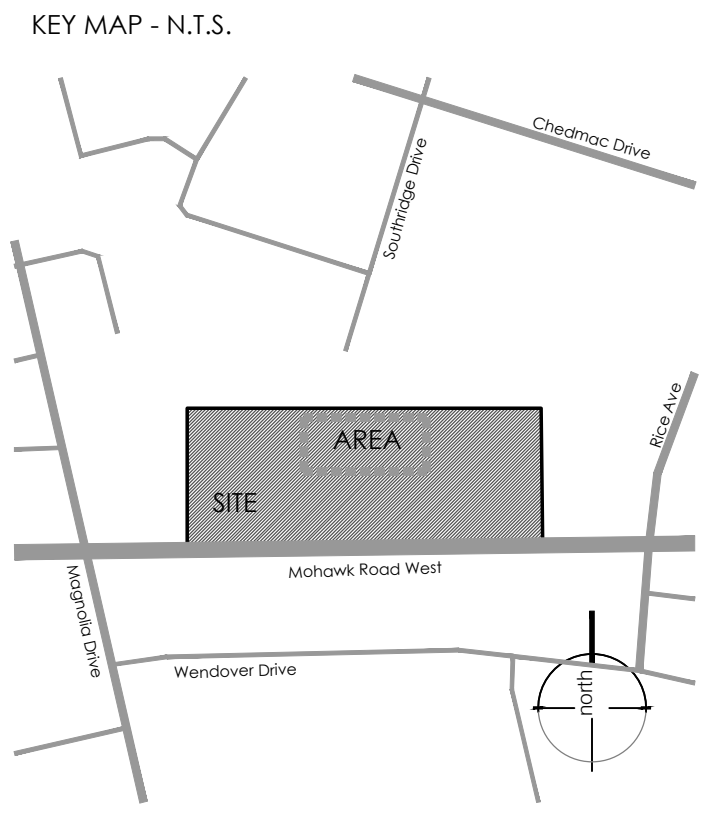 KEY MAP - N.T.S.
Chedmac Drive
Southridge Drive
Rice Ave
AREA
SITE
Mohawk Road West
Magnolia Drive
Wendover Drive
north